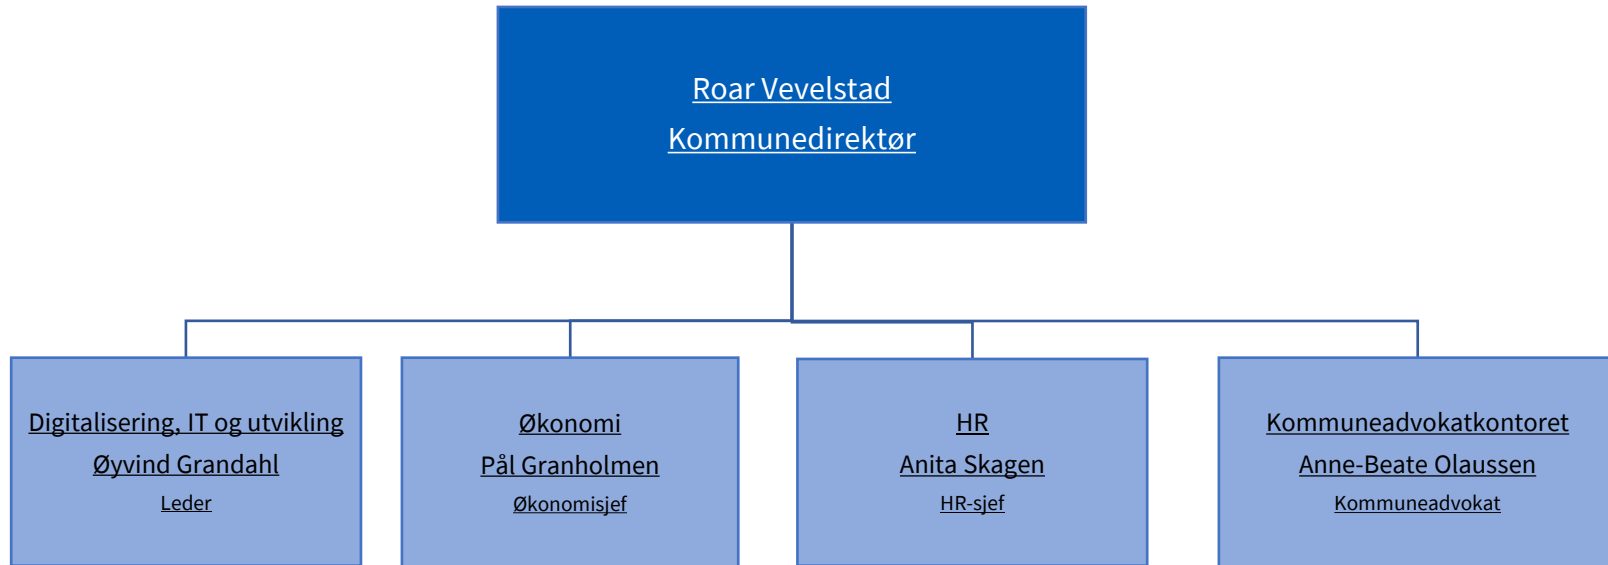 Roar Vevelstad
Kommunedirektør
Digitalisering, IT og utvikling
Øyvind Grandahl
Leder
Økonomi
Pål Granholmen
Økonomisjef
HR
Anita Skagen
HR-sjef
Kommuneadvokatkontoret
Anne-Beate Olaussen
Kommuneadvokat